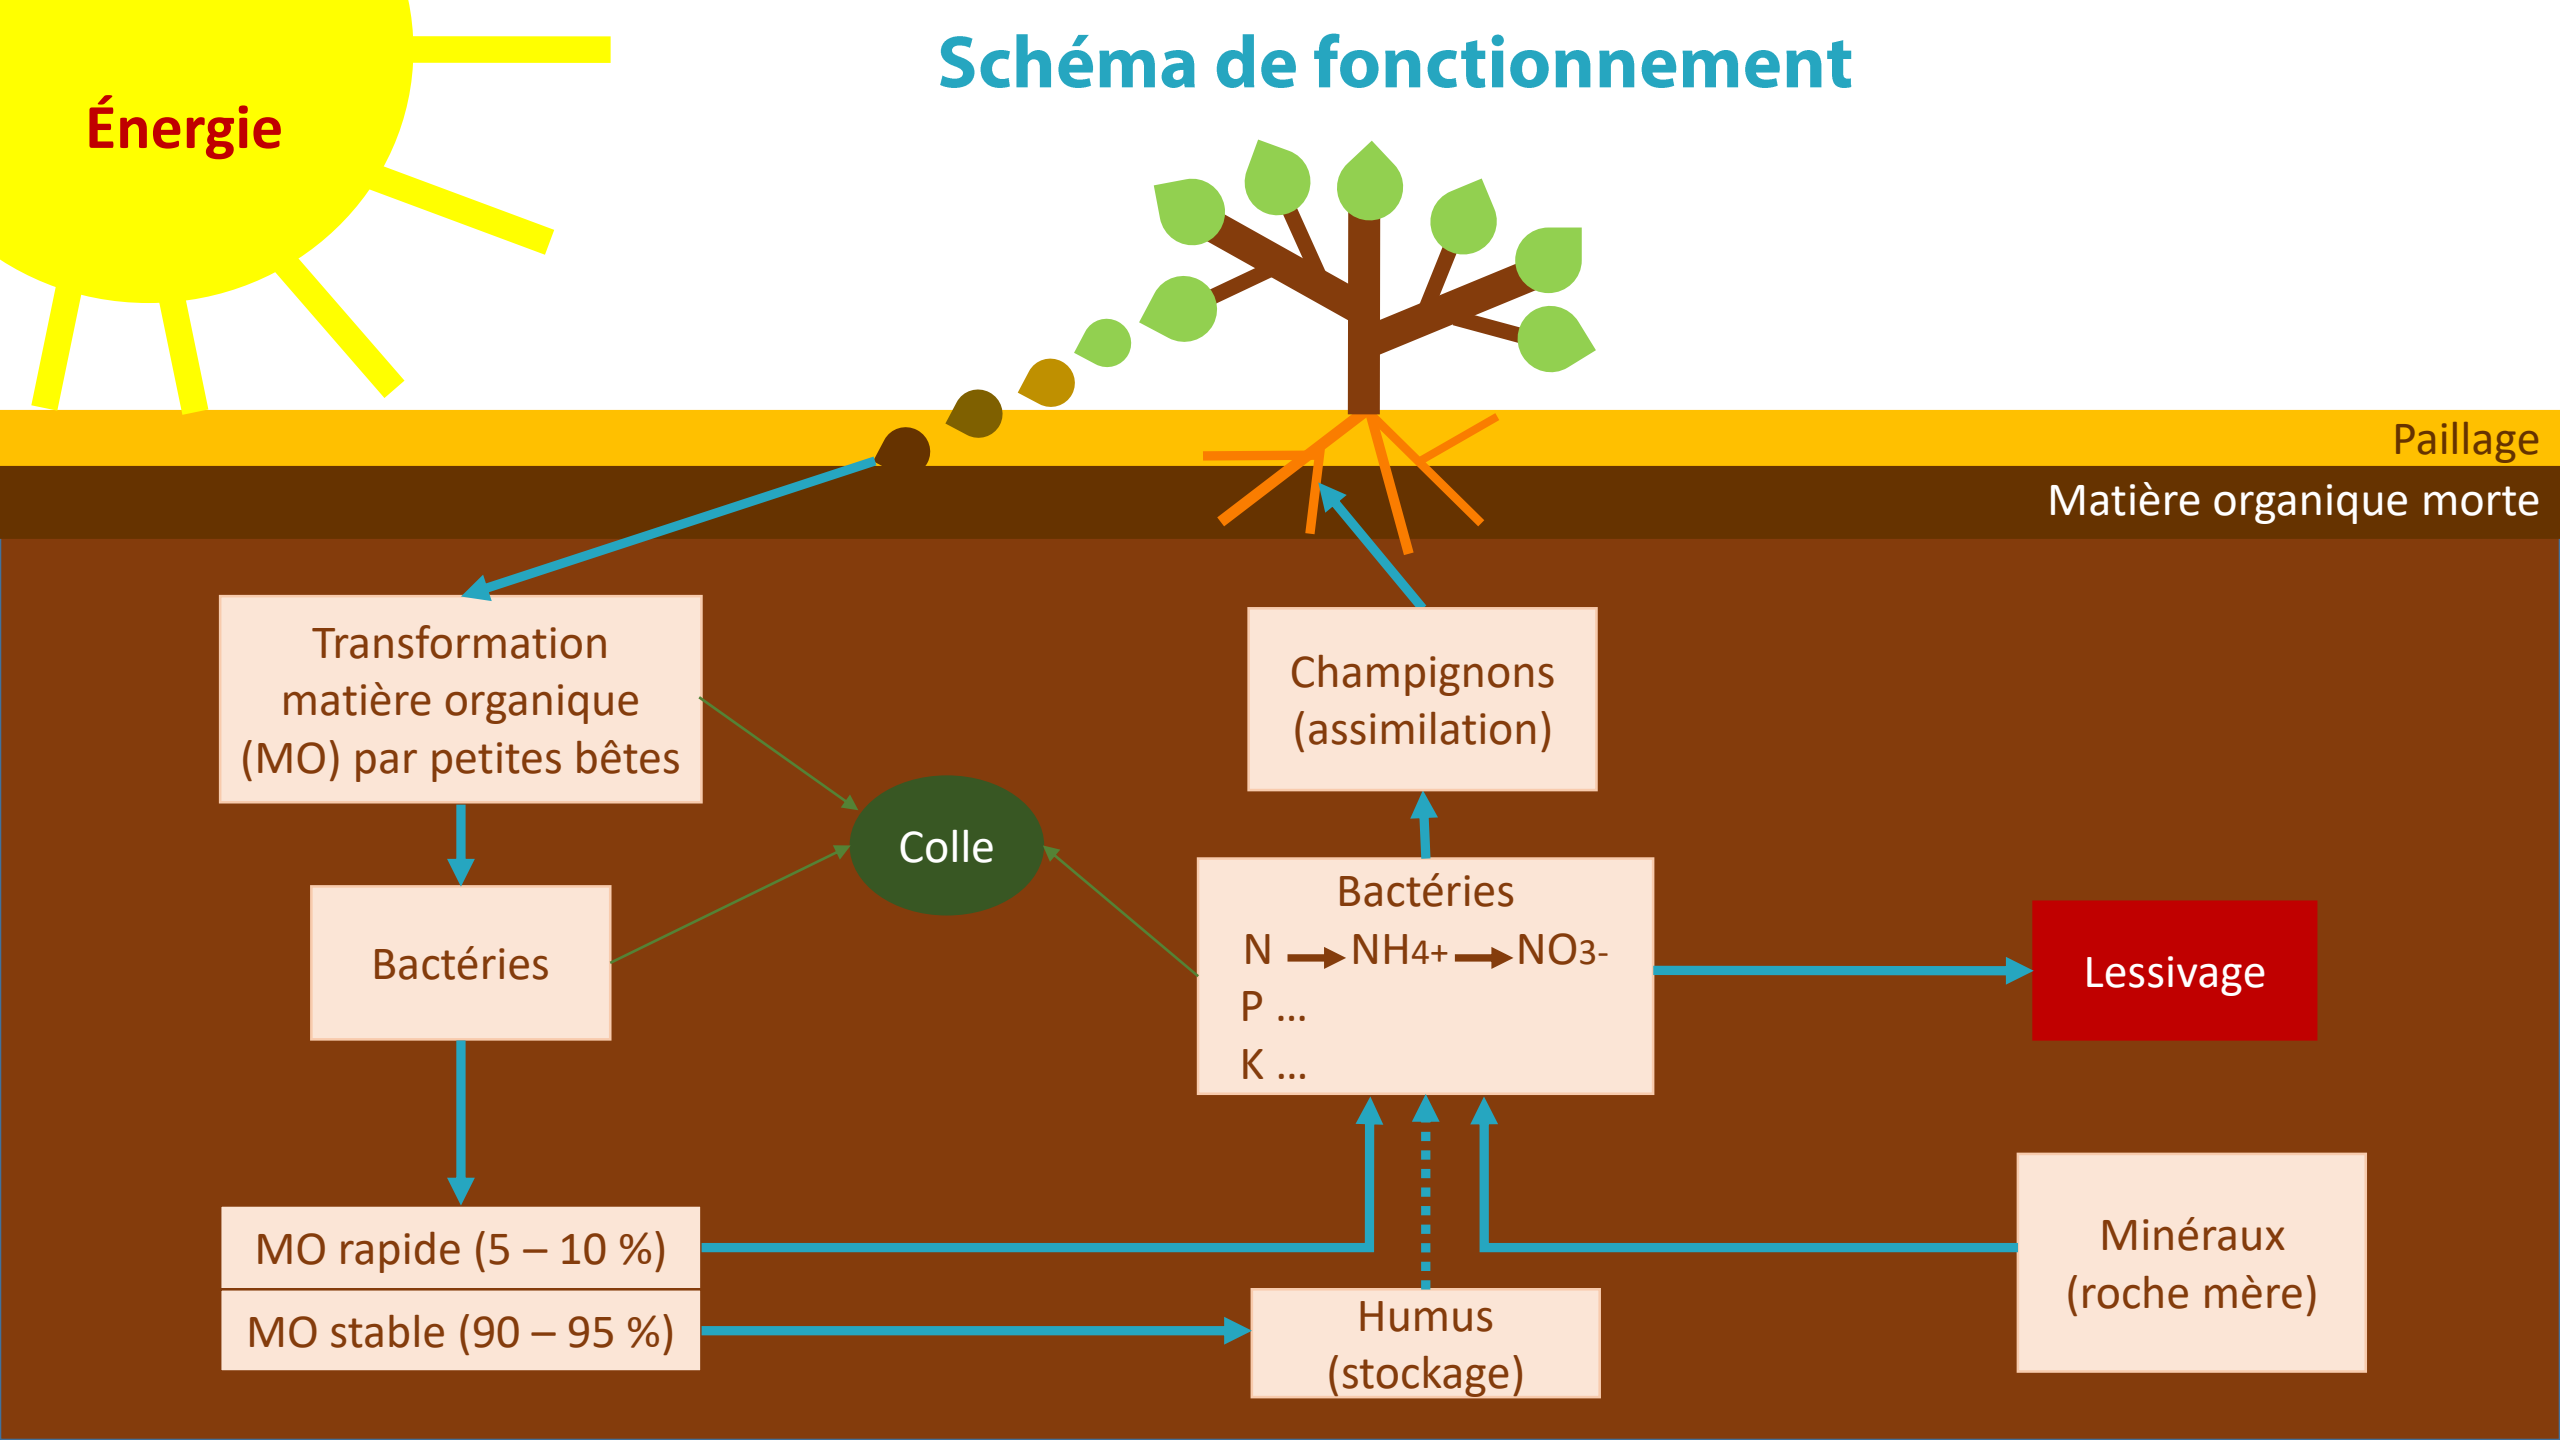 Schéma de fonctionnement
Énergie
Paillage
Matière organique morte
Transformation
matière organique
(MO) par petites bêtes
Champignons
(assimilation)
Colle
Bactéries
Bactéries
N → NH4+ → NO3-
P ...
K ...
Lessivage
MO rapide (5 – 10 %)
MO stable (90 – 95 %)
Humus
(stockage)
Minéraux
(roche mère)